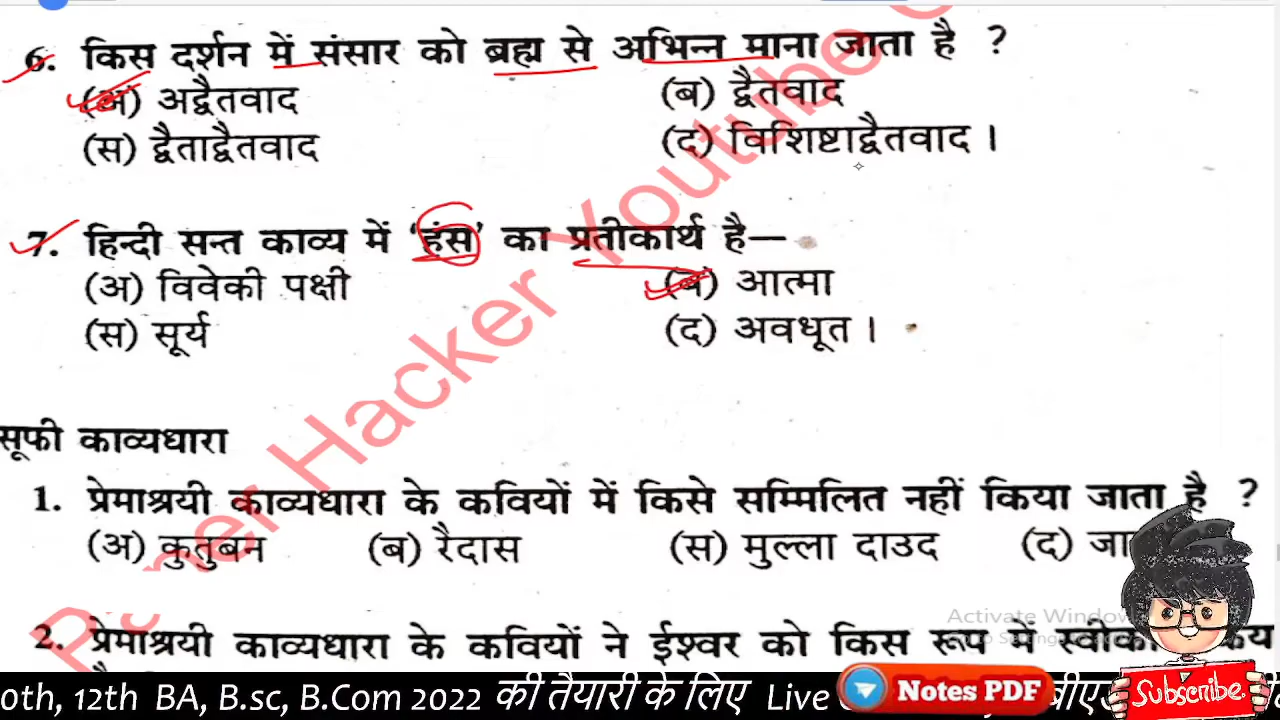 6. किस दर्शन में संसार को ब्रह्म से अभिन्न माना जाता है ?
(अ) अद्वैतवाद (ब) द्वैतवाद
(स) द्वैताद्वैतवाद (द) विशिष्टाद्वैतवाद ।
7. हिन्दी सन्त काव्य में ‘हंस’ का प्रतीकार्थ है—
(अ) विवेकी पक्षी (ब) आत्मा
(स) सूर्य (द) अवधूत ।
सूफी काव्यधारा
1. प्रेमाश्रयी काव्यधारा के कवियों में किसे सम्मिलित नहीं किया जाता है ?
(अ) कुतुबन (ब) रैदास (स) मुल्ला दाउद (द)
2. प्रेमाश्रयी काव्यधारा के कवियों ने ईश्वर को किस रूप में
Hacker Youtube
Activate Windows
0th, 12th BA, B.sc, B.Com 2022 की तैयारी के लिए Live
Notes PDF
Subscribe